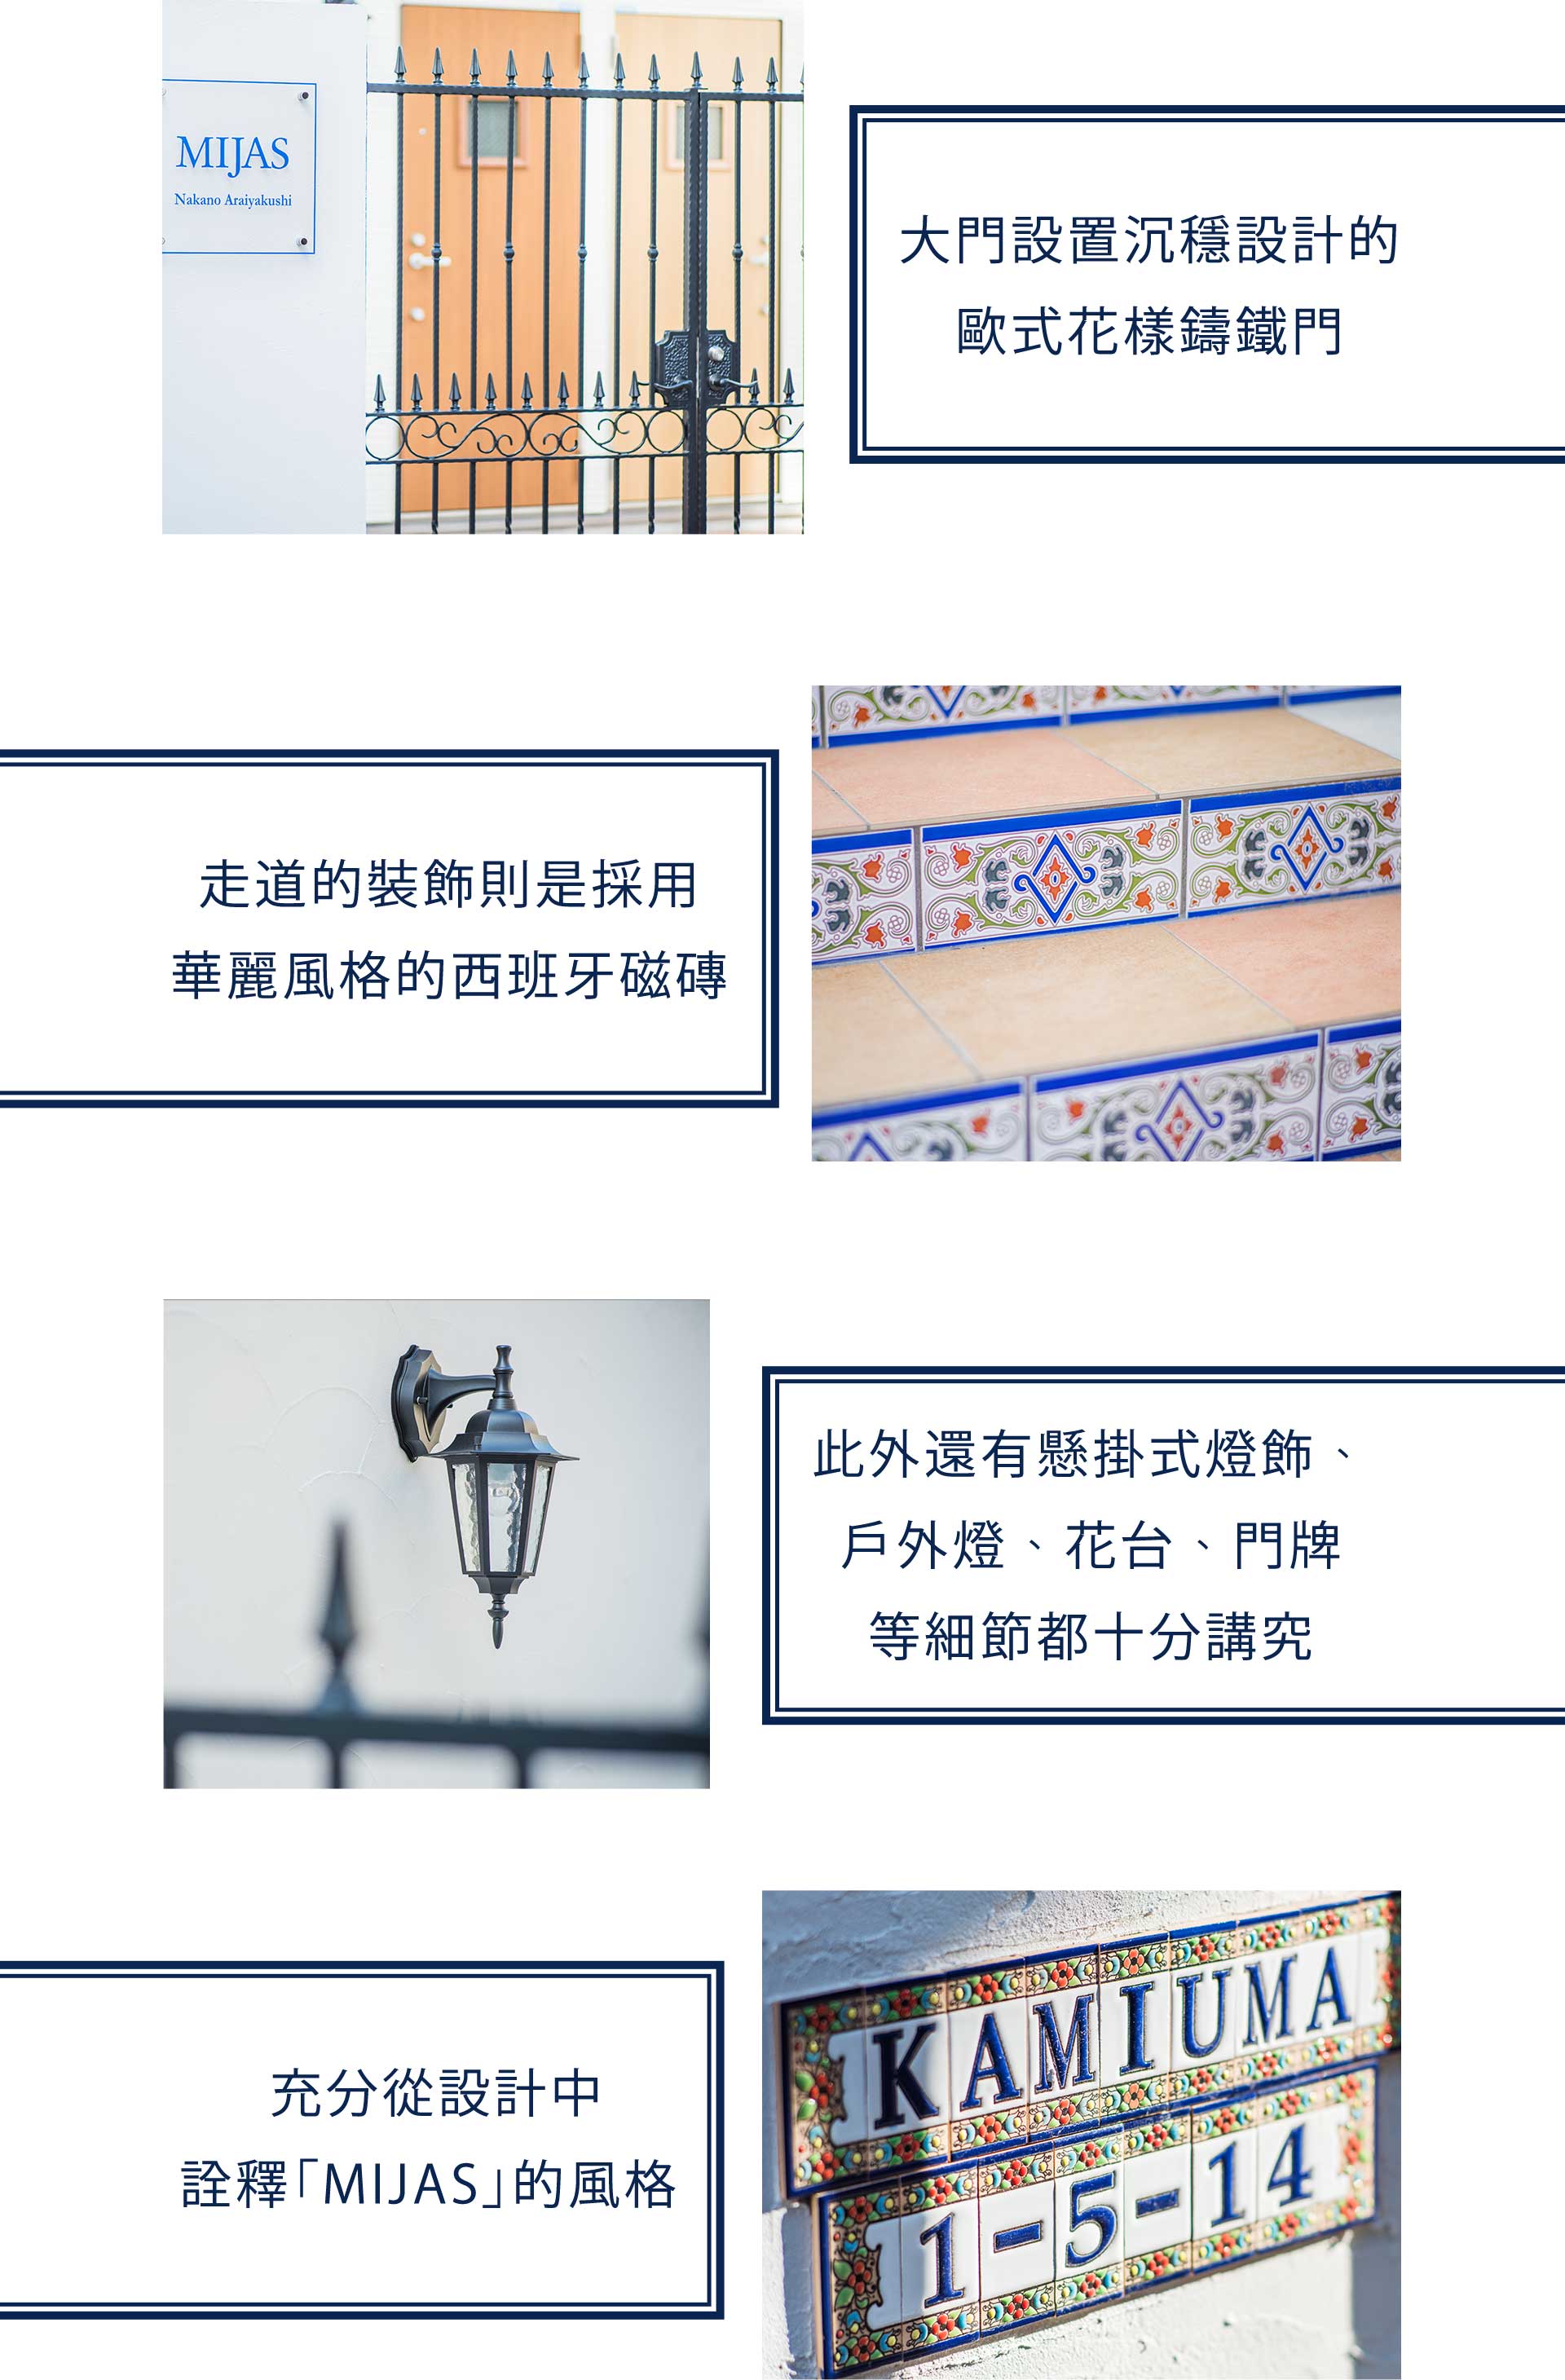 MIJAS
Nakano Araiyakushi
大門設置沉穩設計的
歐式花樣鑄鐵門
走道的裝飾則是採用
華麗風格的西班牙磁磚
此外還有懸掛式燈飾、
戶外燈、花台、門牌
等細節都十分講究
充分從設計中
詮釋「MIJAS」的風格
KAMIUMA
1-5-14